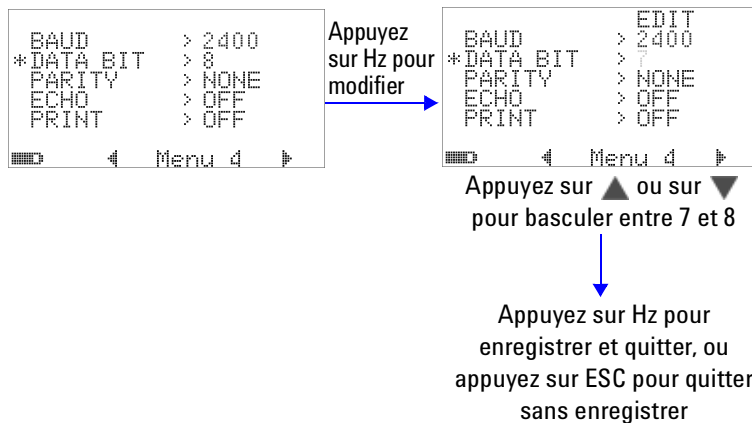 BAUD > 2400
*DATA BIT > 8
PARITY > NONE
ECHO > OFF
PRINT > OFF
Menu 4
Appuyez
sur Hz pour
modifier
EDIT
BAUD > 2400
*DATA BIT > 7
PARITY > NONE
ECHO > OFF
PRINT > OFF
Menu 4
Appuyez sur ▲ ou sur ▼
pour basculer entre 7 et 8
Appuyez sur Hz pour
enregistrer et quitter, ou
appuyez sur ESC pour quitter
sans enregistrer